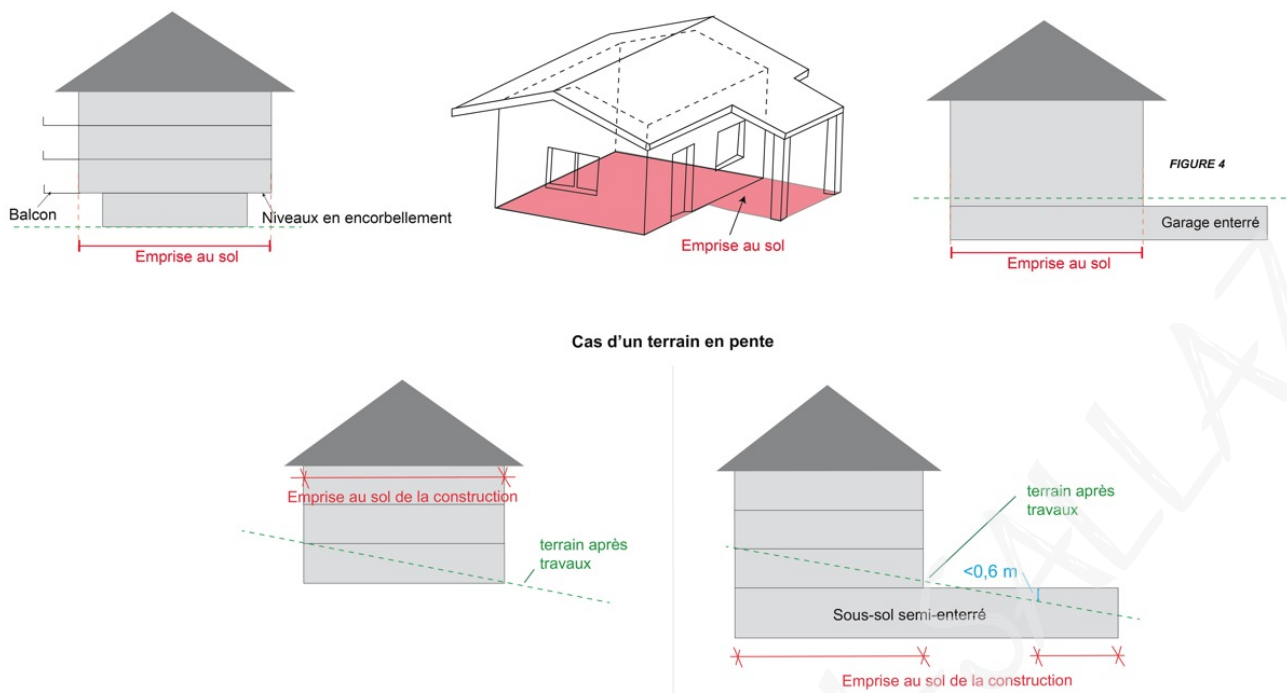 Balcon
Niveaux en encorbellement
Emprise au sol
Emprise au sol
FIGURE 4
Garage enterré
Emprise au sol
Cas d'un terrain en pente
Emprise au sol de la construction
terrain après
travaux
terrain après
travaux
<0,6 m
Sous-sol semi-enterré
Emprise au sol de la construction